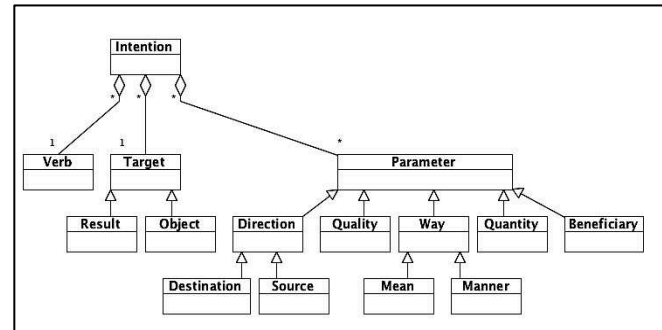 Intention
* * *
1 1 *
Verb Target Parameter
Result Object Direction Quality Way Quantity Beneficiary
Destination Source Mean Manner